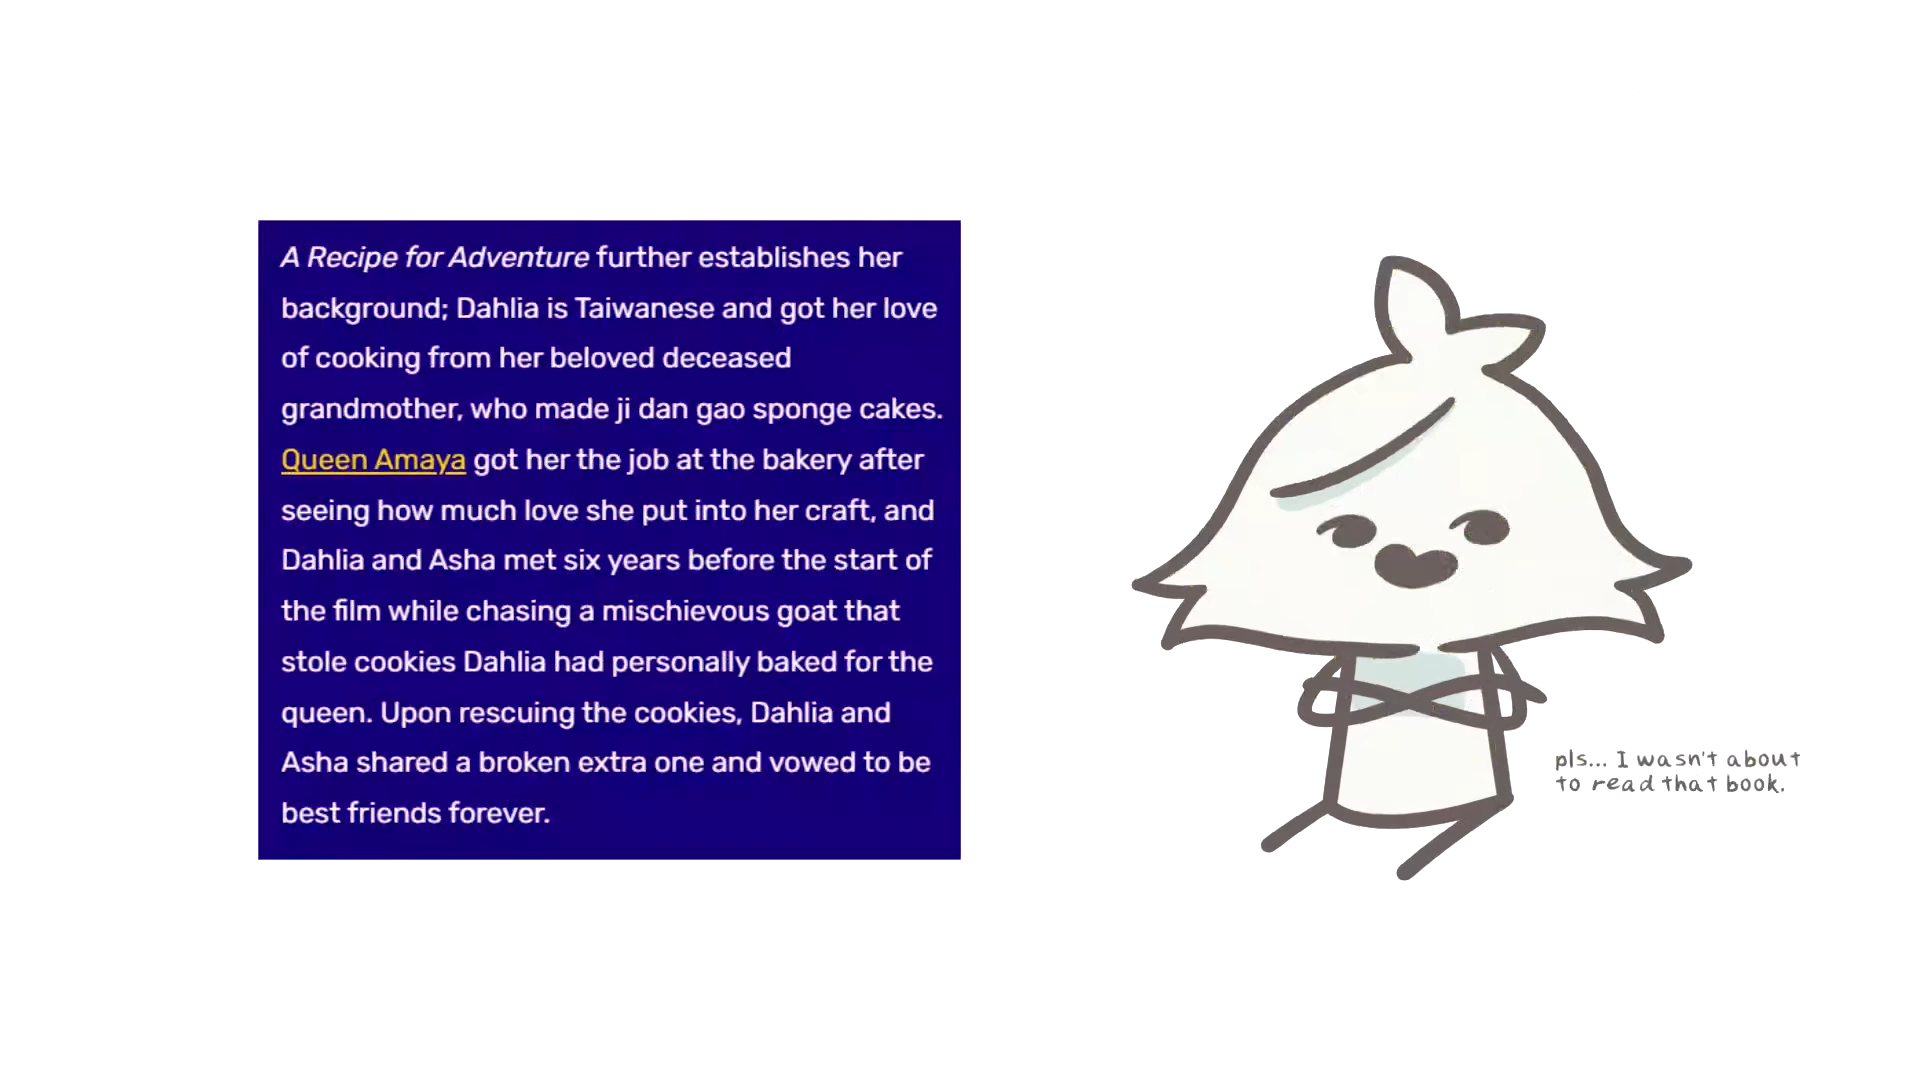 A Recipe for Adventure further establishes her
background; Dahlia is Taiwanese and got her love
of cooking from her beloved deceased
grandmother, who made ji dan gao sponge cakes.
Queen Amaya got her the job at the bakery after
seeing how much love she put into her craft, and
Dahlia and Asha met six years before the start of
the film while chasing a mischievous goat that
stole cookies Dahlia had personally baked for the
queen. Upon rescuing the cookies, Dahlia and
Asha shared a broken extra one and vowed to be
best friends forever.
pls... I wasn't about
to read that book.